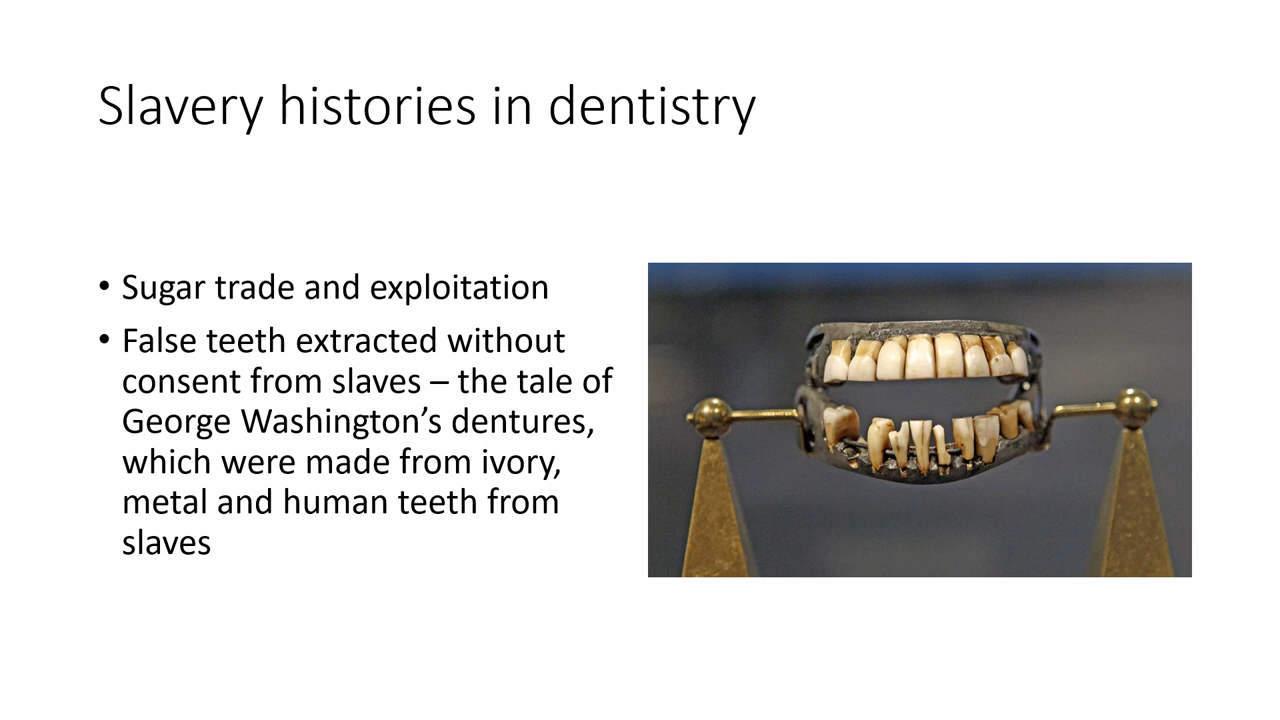 Slavery histories in dentistry
• Sugar trade and exploitation
• False teeth extracted without
consent from slaves – the tale of
George Washington’s dentures,
which were made from ivory,
metal and human teeth from
slaves